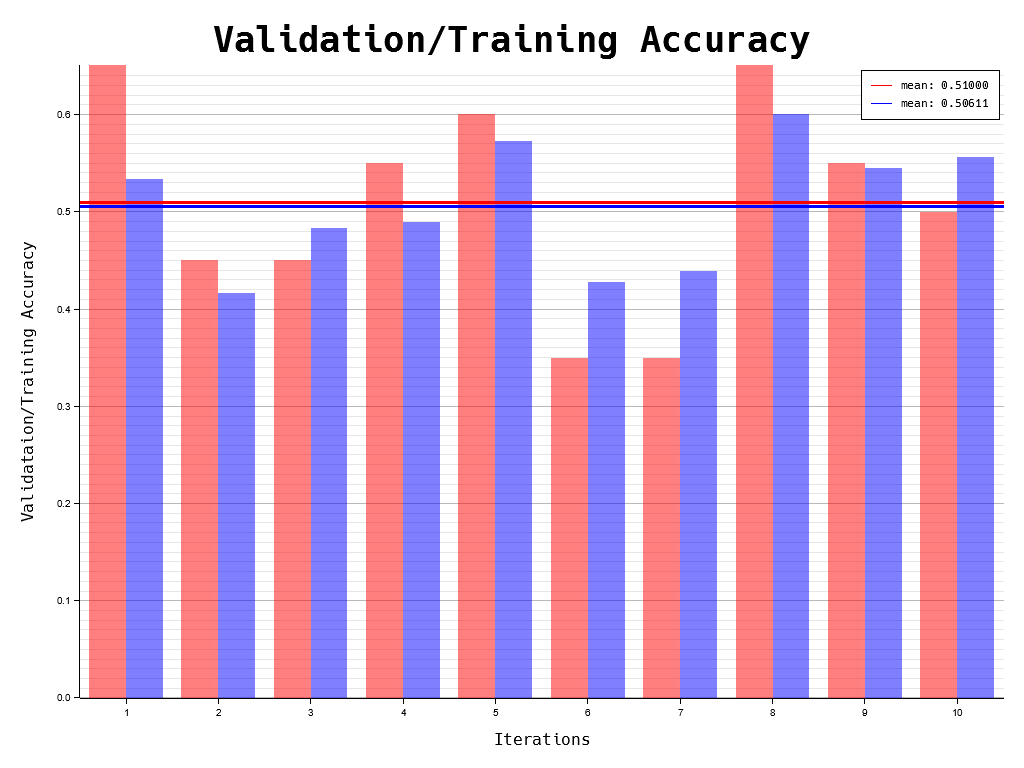 Validation/Training Accuracy
mean: 0.51000
mean: 0.50611
Validataion/Training Accuracy
0.6
0.5
0.4
0.3
0.2
0.1
0.0
1 2 3 4 5 6 7 8 9 10
Iterations